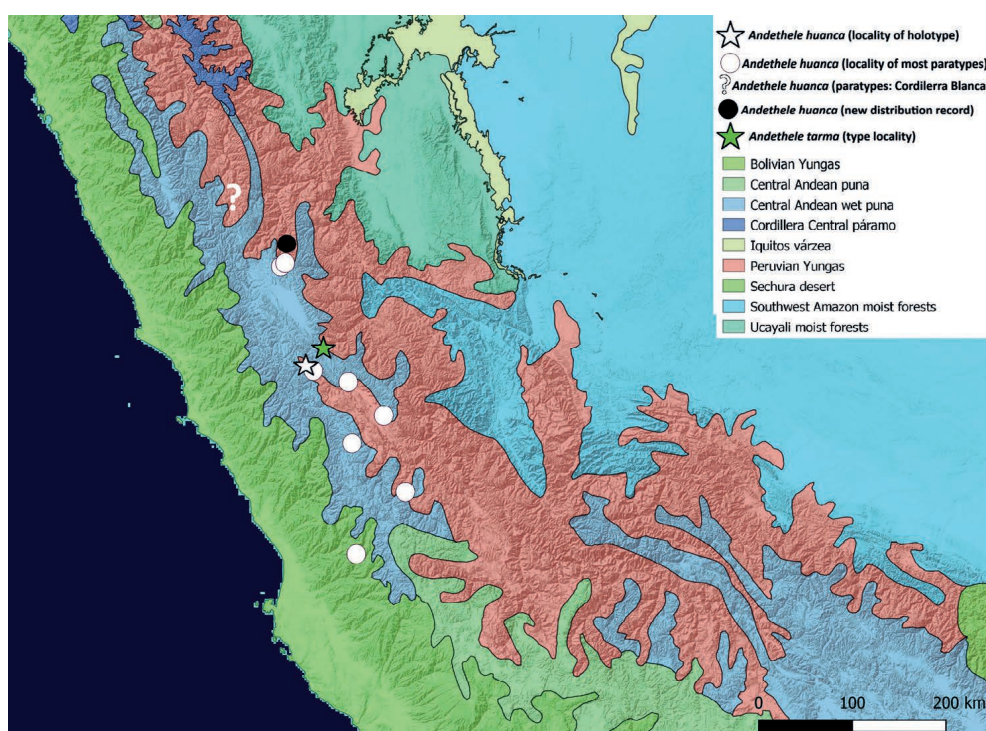 Andethele huanca (locality of holotype)
Andethele huanca (locality of most paratypes)
Andethele huanca (paratypes: Cordilerra Blanca
Andethele huanca (new distribution record)
Andethele tarma (type locality)
Bolivian Yungas
Central Andean puna
Central Andean wet puna
Cordillera Central páramo
Iquitos várzea
Peruvian Yungas
Sechura desert
Southwest Amazon moist forests
Ucayali moist forests
?
0 100 200 km